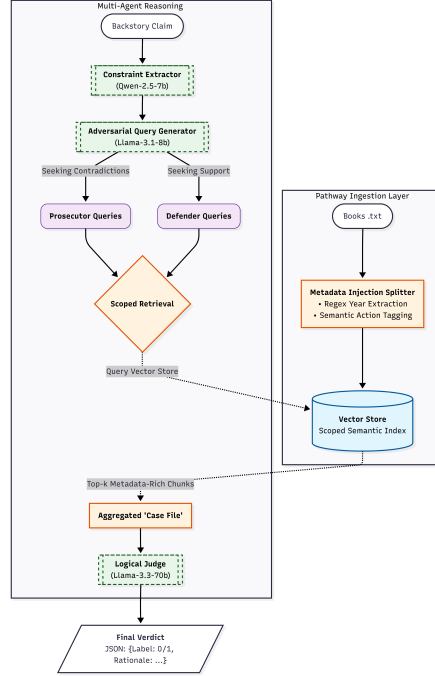 Multi-Agent Reasoning
Backstory Claim
Constraint Extractor
(Qwen-2.5-7b)
Adversarial Query Generator
(Llama-3.1-8b)
Seeking Contradictions
Seeking Support
Prosecutor Queries
Defender Queries
Scoped Retrieval
Query Vector Store
Pathway Ingestion Layer
Books .txt
Metadata Injection Splitter
• Regex Year Extraction
• Semantic Action Tagging
Vector Store
Scoped Semantic Index
Top-k Metadata-Rich Chunks
Aggregated 'Case File'
Logical Judge
(Llama-3.3-70b)
Final Verdict
JSON: {Label: 0/1,
Rationale: ...}